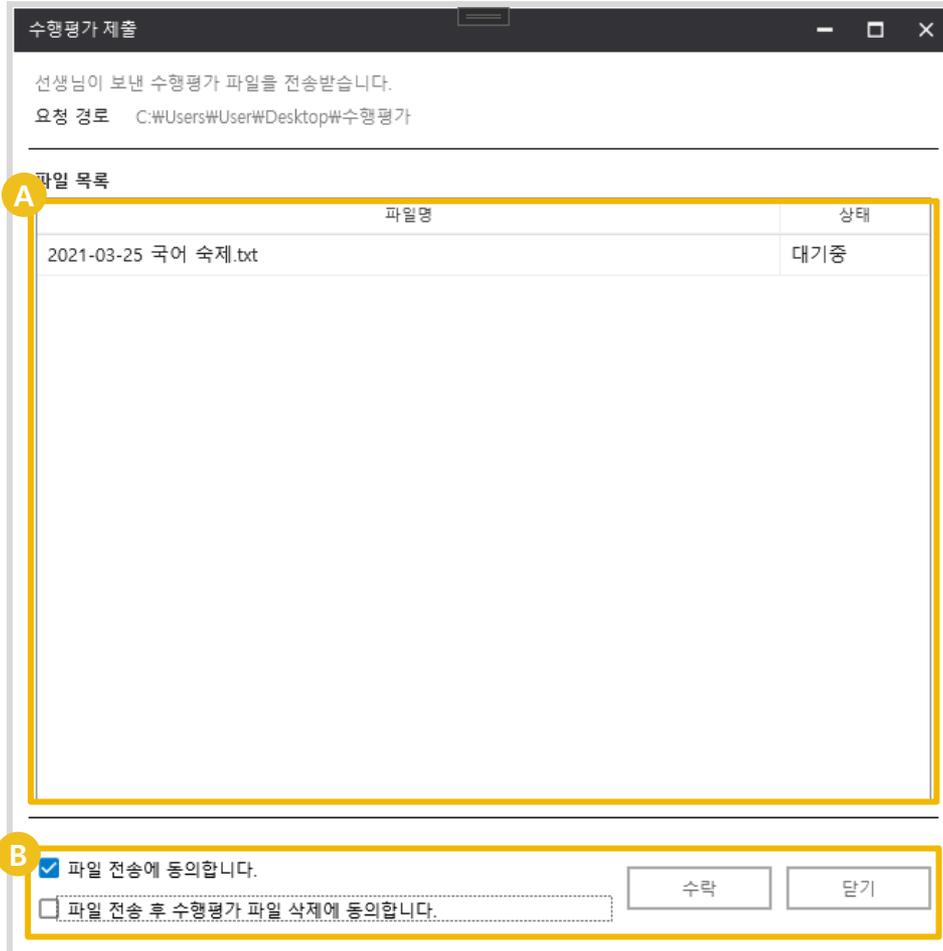 수행평가 제출
선생님이 보낸 수행평가 파일을 전송받습니다.
요청 경로 C:₩Users₩User₩Desktop₩수행평가
파일 목록
A
파일명 상태
2021-03-25 국어 숙제.txt 대기중
B
파일 전송에 동의합니다.
수락 닫기
파일 전송 후 수행평가 파일 삭제에 동의합니다.